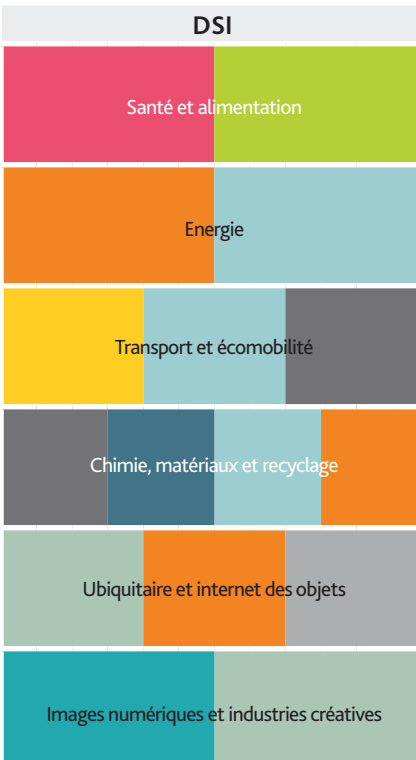 DSI
Santé et alimentation
Energie
Transport et écomobilité
Chimie, matériaux et recyclage
Ubiquitaire et internet des objets
Images numériques et industries créatives